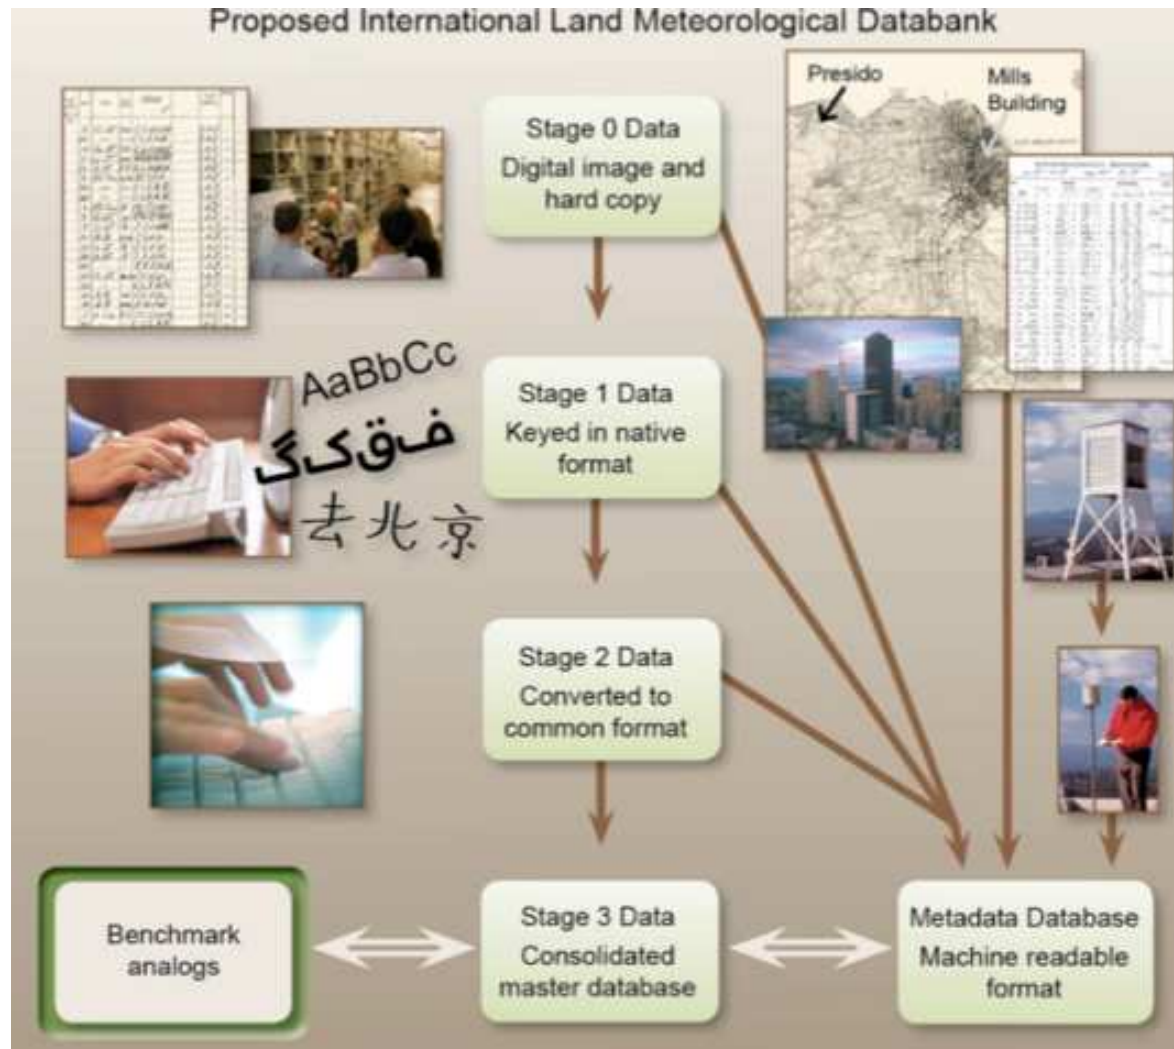 Proposed International Land Meteorological Databank
Presido
Mills
Building
Stage 0 Data
Digital image and
hard copy
AaBbCc
ف‌ق‌ک‌گ
去北京
Stage 1 Data
Keyed in native
format
Stage 2 Data
Converted to
common format
Benchmark
analogs
Stage 3 Data
Consolidated
master database
Metadata Database
Machine readable
format